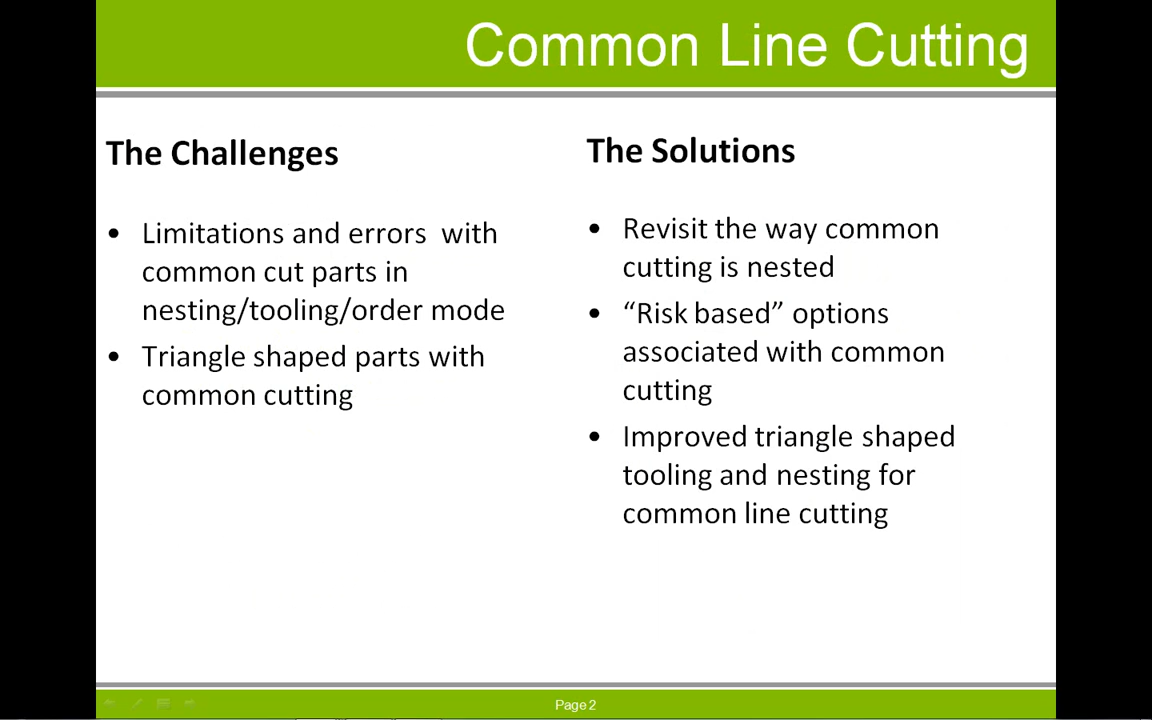 Common Line Cutting
The Challenges
• Limitations and errors  with
common cut parts in
nesting/tooling/order mode
• Triangle shaped parts with
common cutting
The Solutions
• Revisit the way common
cutting is nested
• “Risk based” options
associated with common
cutting
• Improved triangle shaped
tooling and nesting for
common line cutting
Page 2